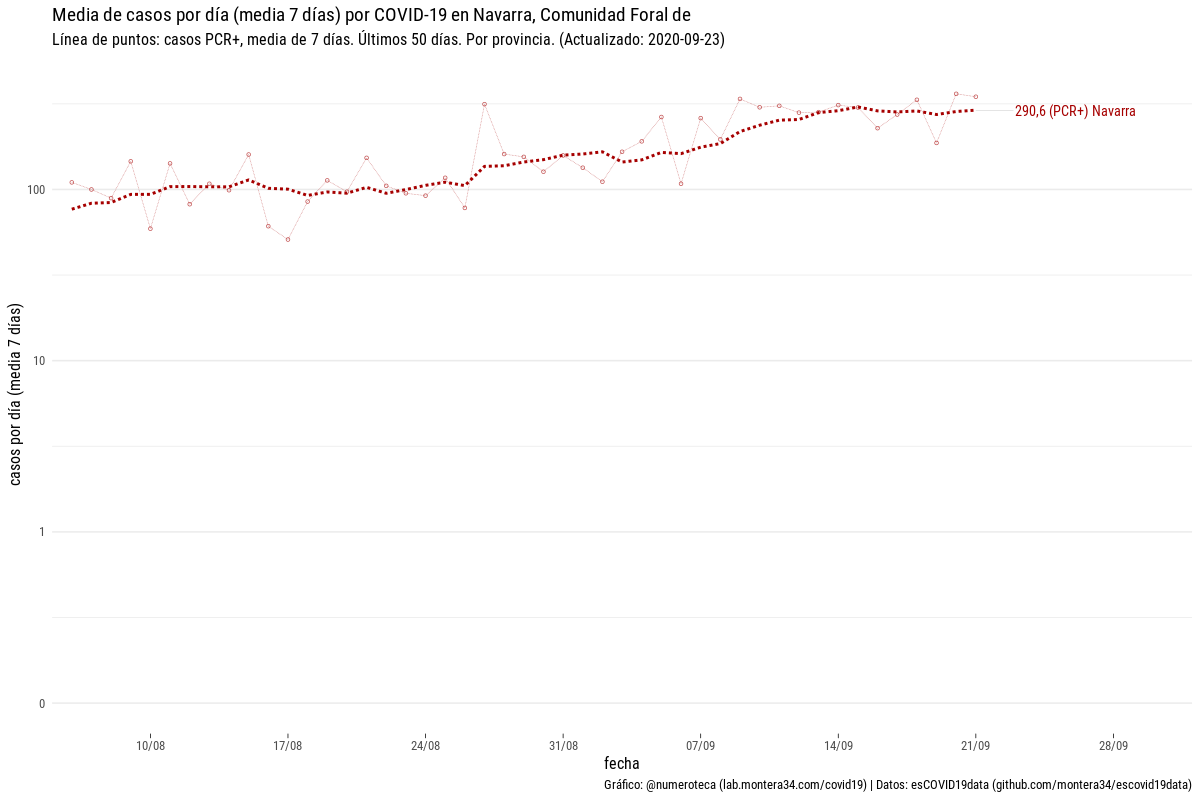 Media de casos por día (media 7 días) por COVID-19 en Navarra, Comunidad Foral de
Línea de puntos: casos PCR+, media de 7 días. Últimos 50 días. Por provincia. (Actualizado: 2020-09-23)
290,6 (PCR+) Navarra
casos por día (media 7 días)
100
10
1
0
10/08 17/08 24/08 31/08 07/09 14/09 21/09 28/09
fecha
Gráfico: @numeroteca (lab.montera34.com/covid19) | Datos: esCOVID19data (github.com/montera34/escovid19data)